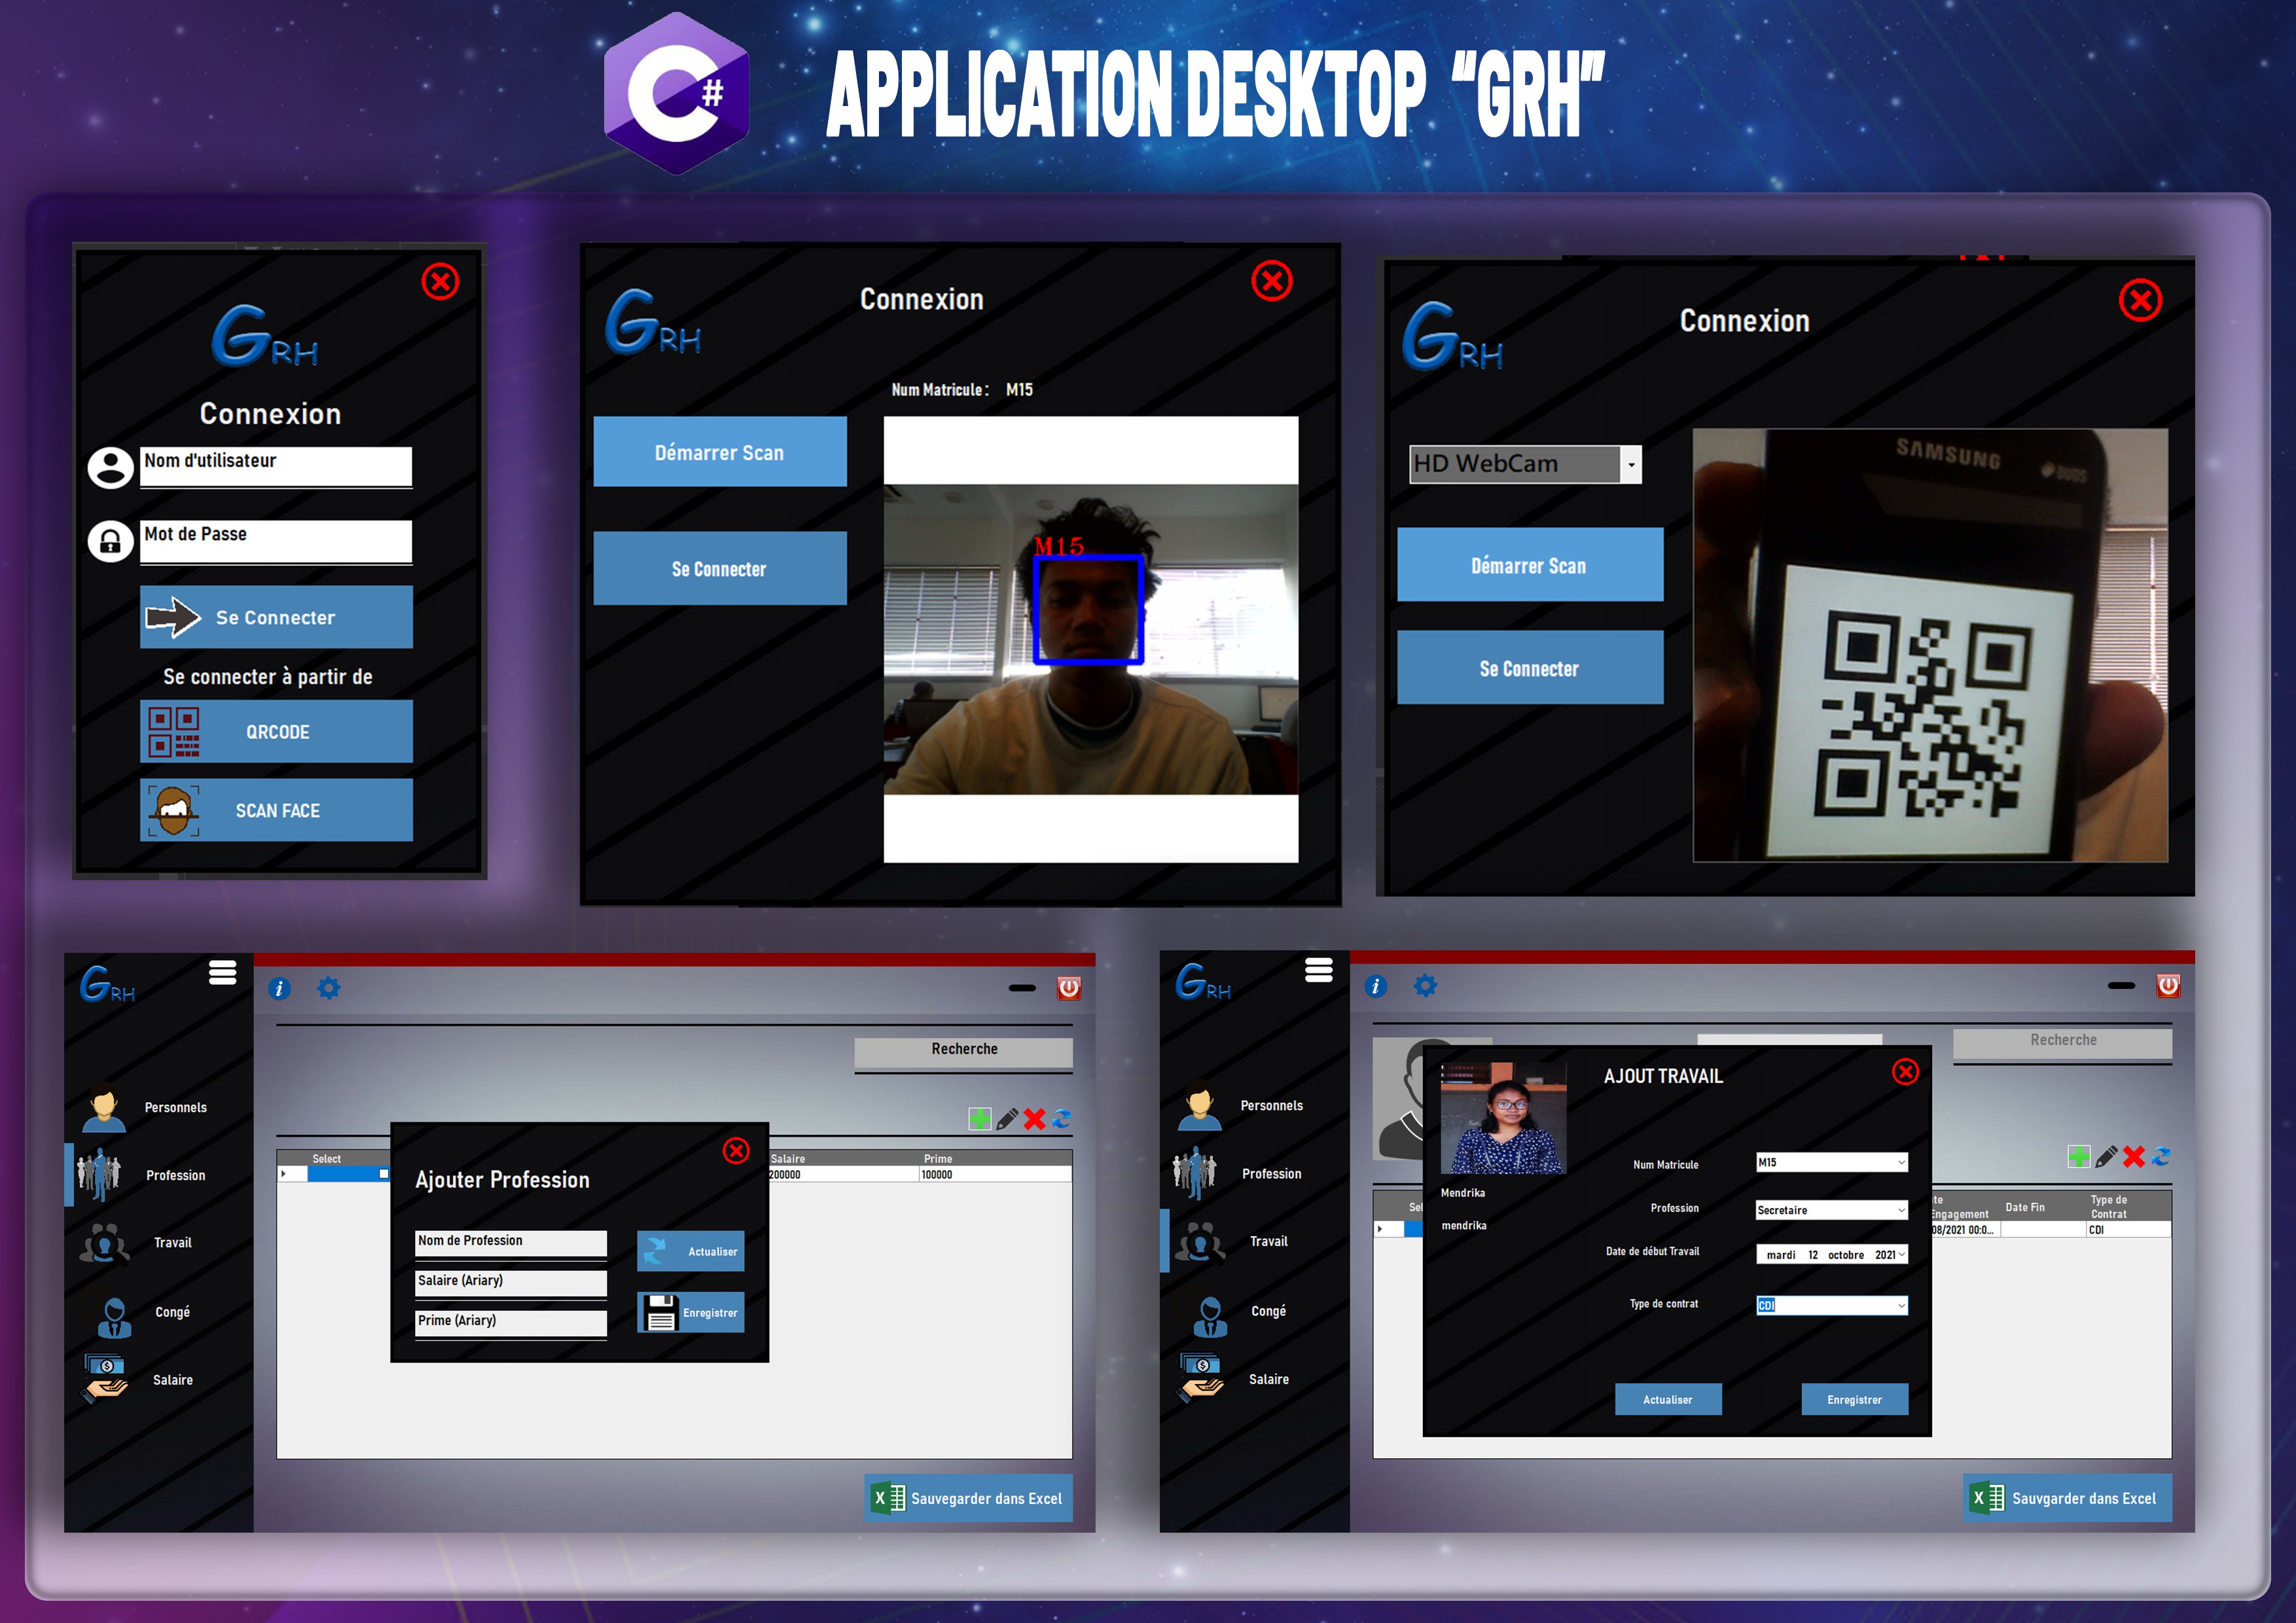 C# APPLICATION DESKTOP “GRH”
GRH
Connexion
Nom d'utilisateur
Mot de Passe
Se Connecter
Se connecter à partir de
QRCODE
SCAN FACE
GRH
Connexion
Num Matricule : M15
Démarrer Scan
Se Connecter
M15
GRH
Connexion
HD WebCam
Démarrer Scan
Se Connecter
SAMSUNG
DUOS
GRH
Personnels
Profession
Travail
Congé
Salaire
i
Recherche
Select
Salaire
Prime
200000
100000
Ajouter Profession
Nom de Profession
Salaire (Ariary)
Prime (Ariary)
Actualiser
Enregistrer
X Sauvegarder dans Excel
GRH
Personnels
Profession
Travail
Congé
Salaire
i
Recherche
AJOUT TRAVAIL
Mendrika
mendrika
Num Matricule M15
Profession Secretaire
Date de début Travail mardi 12 octobre 2021
Type de contrat CDI
Actualiser
Enregistrer
Sel
te
Engagement
Date Fin
Type de
Contrat
08/2021 00:0...
CDI
X Sauvgarder dans Excel